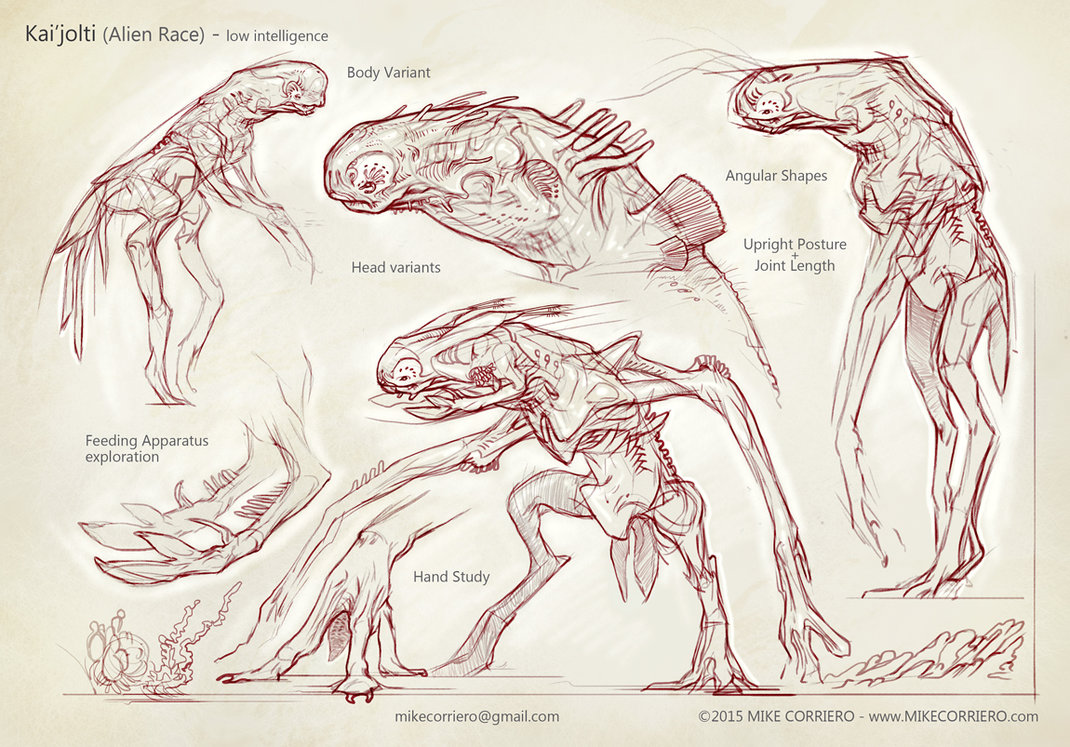 Kai'jolti (Alien Race) - low intelligence
Body Variant
Angular Shapes
Upright Posture
+
Joint Length
Head variants
Feeding Apparatus
exploration
Hand Study
mikecorriero@gmail.com
©2015 MIKE CORRIERO - www.MIKECORRIERO.com